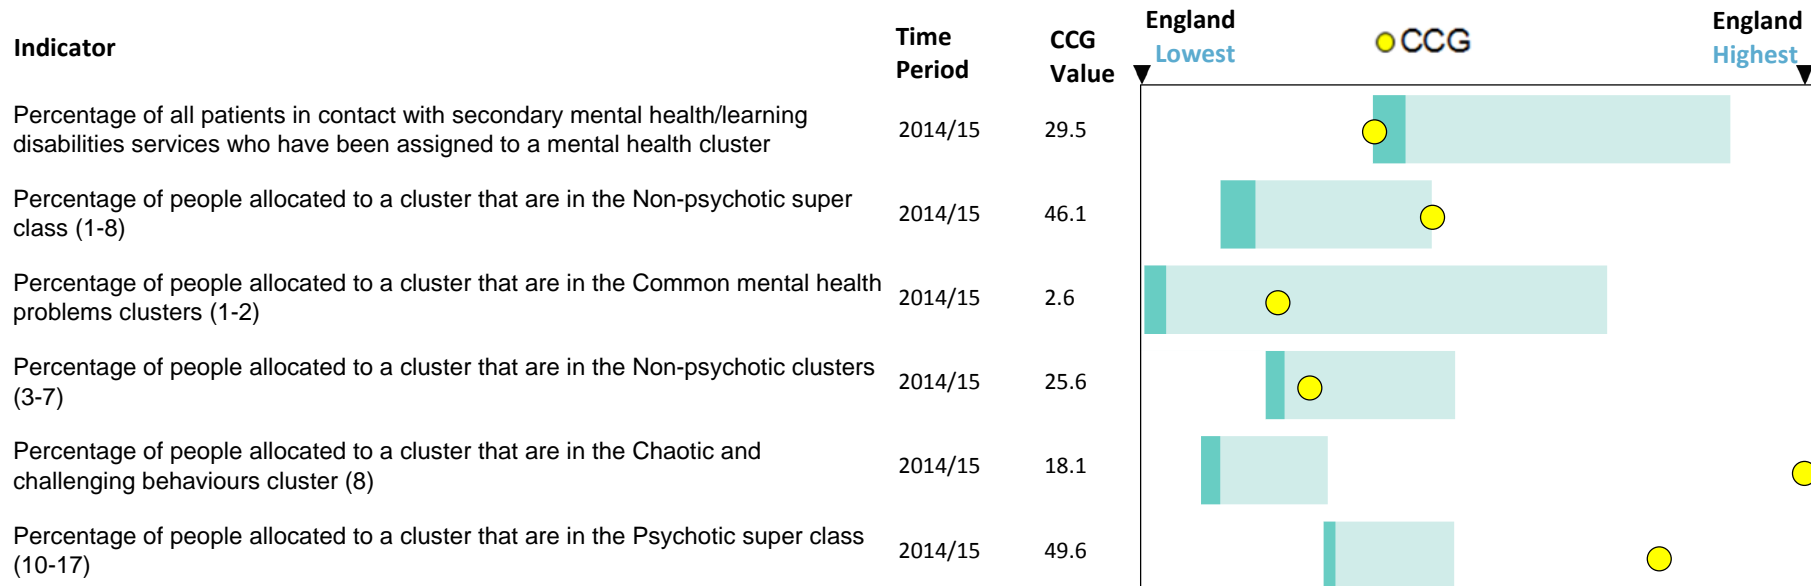 Indicator
Time
Period
CCG
Value
England
Lowest
CCG
England
Highest
Percentage of all patients in contact with secondary mental health/learning
disabilities services who have been assigned to a mental health cluster
2014/15
29.5
Percentage of people allocated to a cluster that are in the Non-psychotic super
class (1-8)
2014/15
46.1
Percentage of people allocated to a cluster that are in the Common mental health
problems clusters (1-2)
2014/15
2.6
Percentage of people allocated to a cluster that are in the Non-psychotic clusters
(3-7)
2014/15
25.6
Percentage of people allocated to a cluster that are in the Chaotic and
challenging behaviours cluster (8)
2014/15
18.1
Percentage of people allocated to a cluster that are in the Psychotic super class
(10-17)
2014/15
49.6